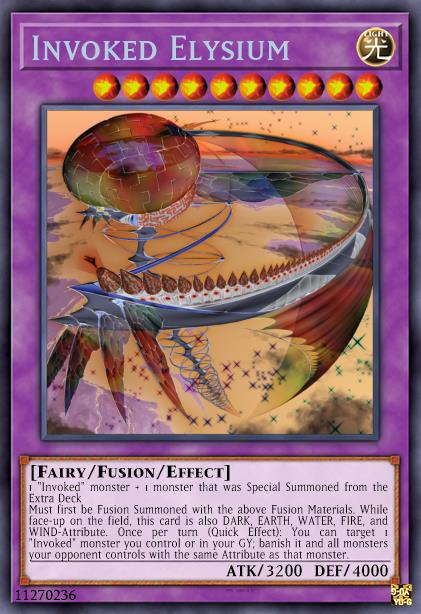 Invoked Elysium
LIGHT
光
[Fairy/Fusion/Effect]
1 "Invoked" monster + 1 monster that was Special Summoned from the
Extra Deck
Must first be Fusion Summoned with the above Fusion Materials. While
face-up on the field, this card is also DARK, EARTH, WATER, FIRE, and
WIND-Attribute. Once per turn (Quick Effect): You can target 1
"Invoked" monster you control or in your GY; banish it and all monsters
your opponent controls with the same Attribute as that monster.
ATK/3200 DEF/4000
11270236